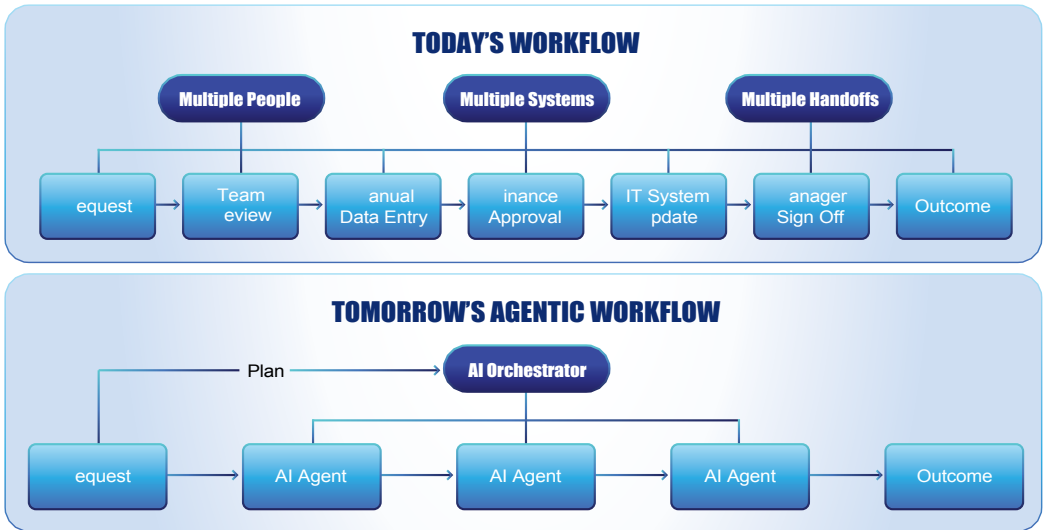 TODAY'S WORKFLOW
Multiple People
Multiple Systems
Multiple Handoffs
equest
Team
eview
anual
Data Entry
inance
Approval
IT System
pdate
anager
Sign Off
Outcome
TOMORROW'S AGENTIC WORKFLOW
Plan
AI Orchestrator
equest
AI Agent
AI Agent
AI Agent
Outcome